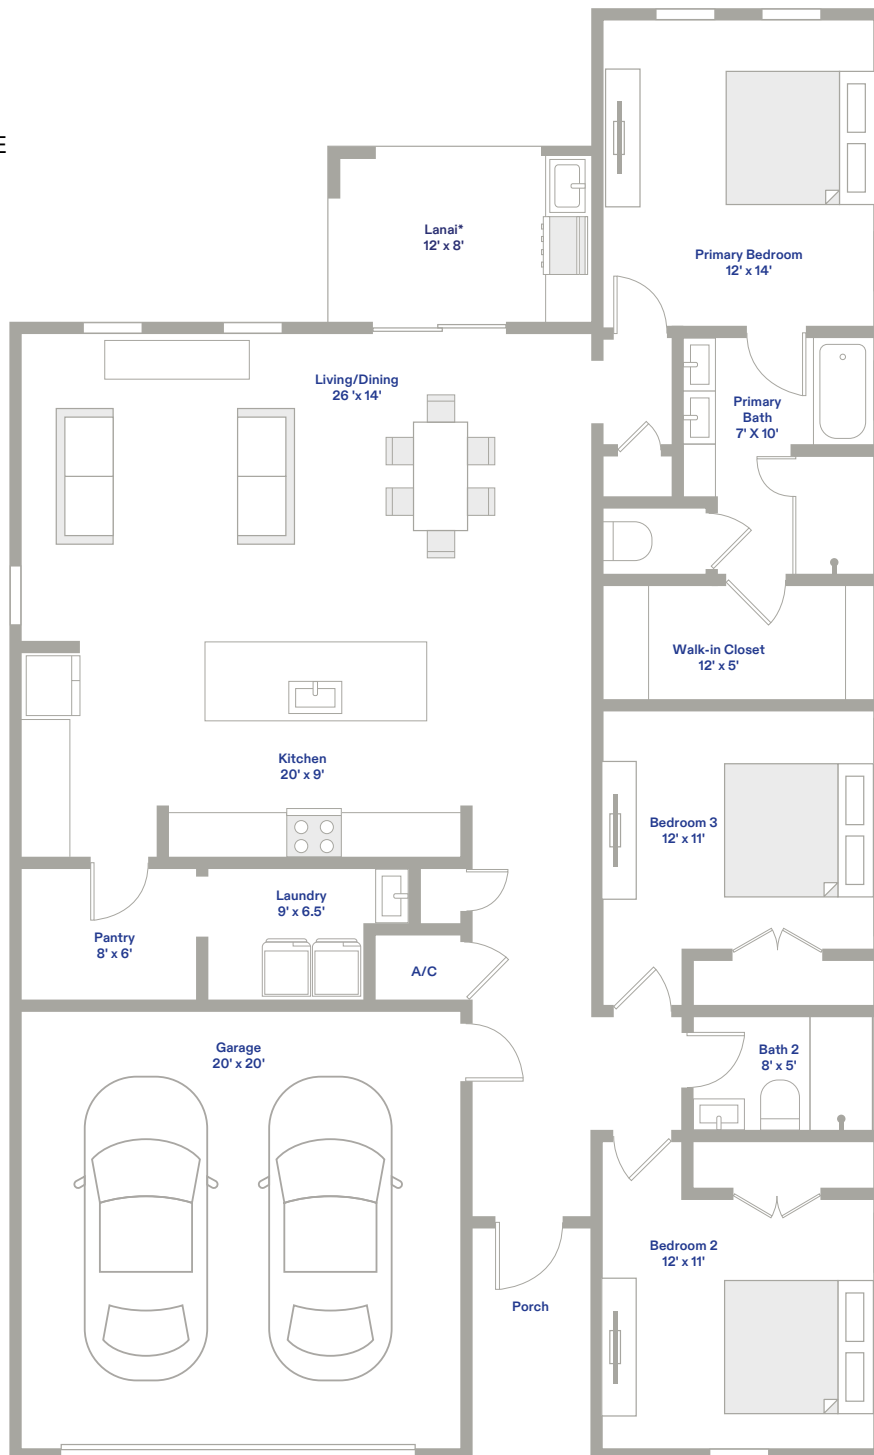 E
Lanai*
12' x 8'
Primary Bedroom
12' x 14'
Living/Dining
26 'x 14'
Primary
Bath
7' X 10'
Walk-in Closet
12' x 5'
Kitchen
20' x 9'
Bedroom 3
12' x 11'
Laundry
9' x 6.5'
Pantry
8' x 6'
A/C
Garage
20' x 20'
Bath 2
8' x 5'
Bedroom 2
12' x 11'
Porch